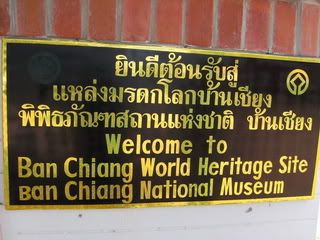 ยินดีต้อนรับสู่
แหล่งมรดกโลกบ้านเชียง
พิพิธภัณฑสถานแห่งชาติ บ้านเชียง
Welcome to
Ban Chiang World Heritage Site
Ban Chiang National Museum